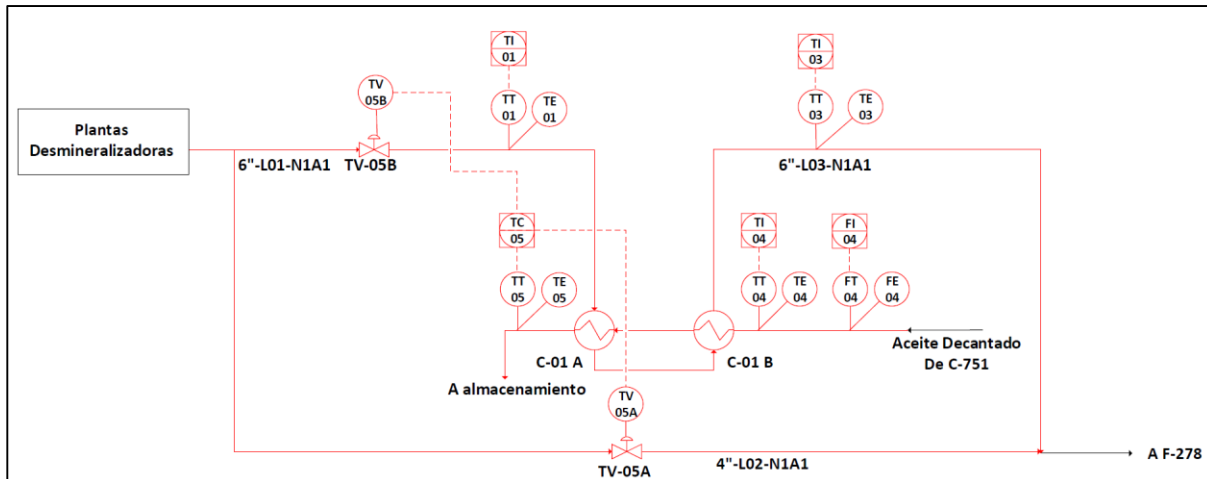 TI
01
TI
03
TV
05B
TT
01
TE
01
TT
03
TE
03
Plantas
Desmineralizadoras
6"-L01-N1A1
TV-05B
6"-L03-N1A1
TC
05
TI
04
FI
04
TT
05
TE
05
TT
04
TE
04
FT
04
FE
04
C-01 A
C-01 B
Aceite Decantado
De C-751
A almacenamiento
TV
05A
TV-05A
4"-L02-N1A1
A F-278